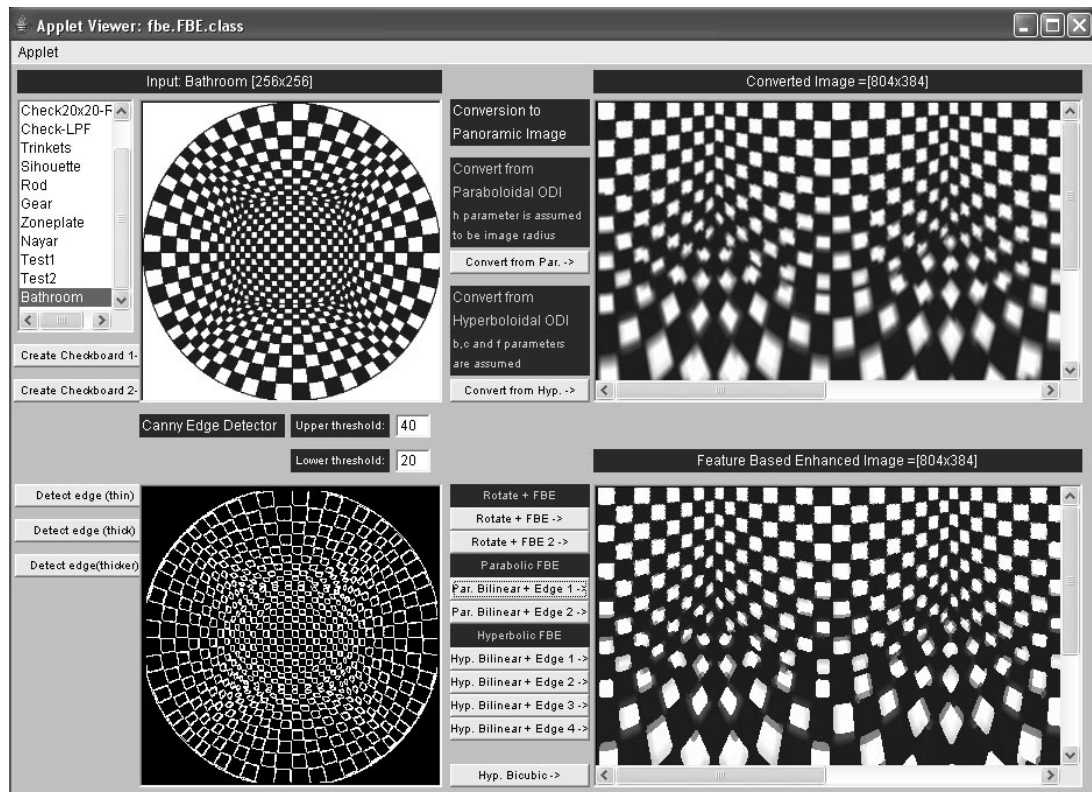 Applet Viewer: fbe.FBE.class
Applet
Input: Bathroom [256x256]
Check20x20-F
Check-LPF
Trinkets
Sihouette
Rod
Gear
Zoneplate
Nayar
Test1
Test2
Bathroom
Create Checkboard 1-
Create Checkboard 2-
Conversion to
Panoramic Image
Convert from
Paraboloidal ODI
h parameter is assumed
to be image radius
Convert from Par. ->
Convert from
Hyperboloidal ODI
b,c and f parameters
are assumed
Convert from Hyp. ->
Converted Image =[804x384]
Canny Edge Detector
Upper threshold: 40
Lower threshold: 20
Detect edge (thin)
Detect edge (thick)
Detect edge(thicker)
Rotate + FBE
Rotate + FBE ->
Rotate + FBE 2 ->
Parabolic FBE
Par. Bilinear + Edge 1 ->
Par. Bilinear + Edge 2 ->
Hyperbolic FBE
Hyp. Bilinear + Edge 1 ->
Hyp. Bilinear + Edge 2 ->
Hyp. Bilinear + Edge 3 ->
Hyp. Bilinear + Edge 4 ->
Hyp. Bicubic ->
Feature Based Enhanced Image =[804x384]